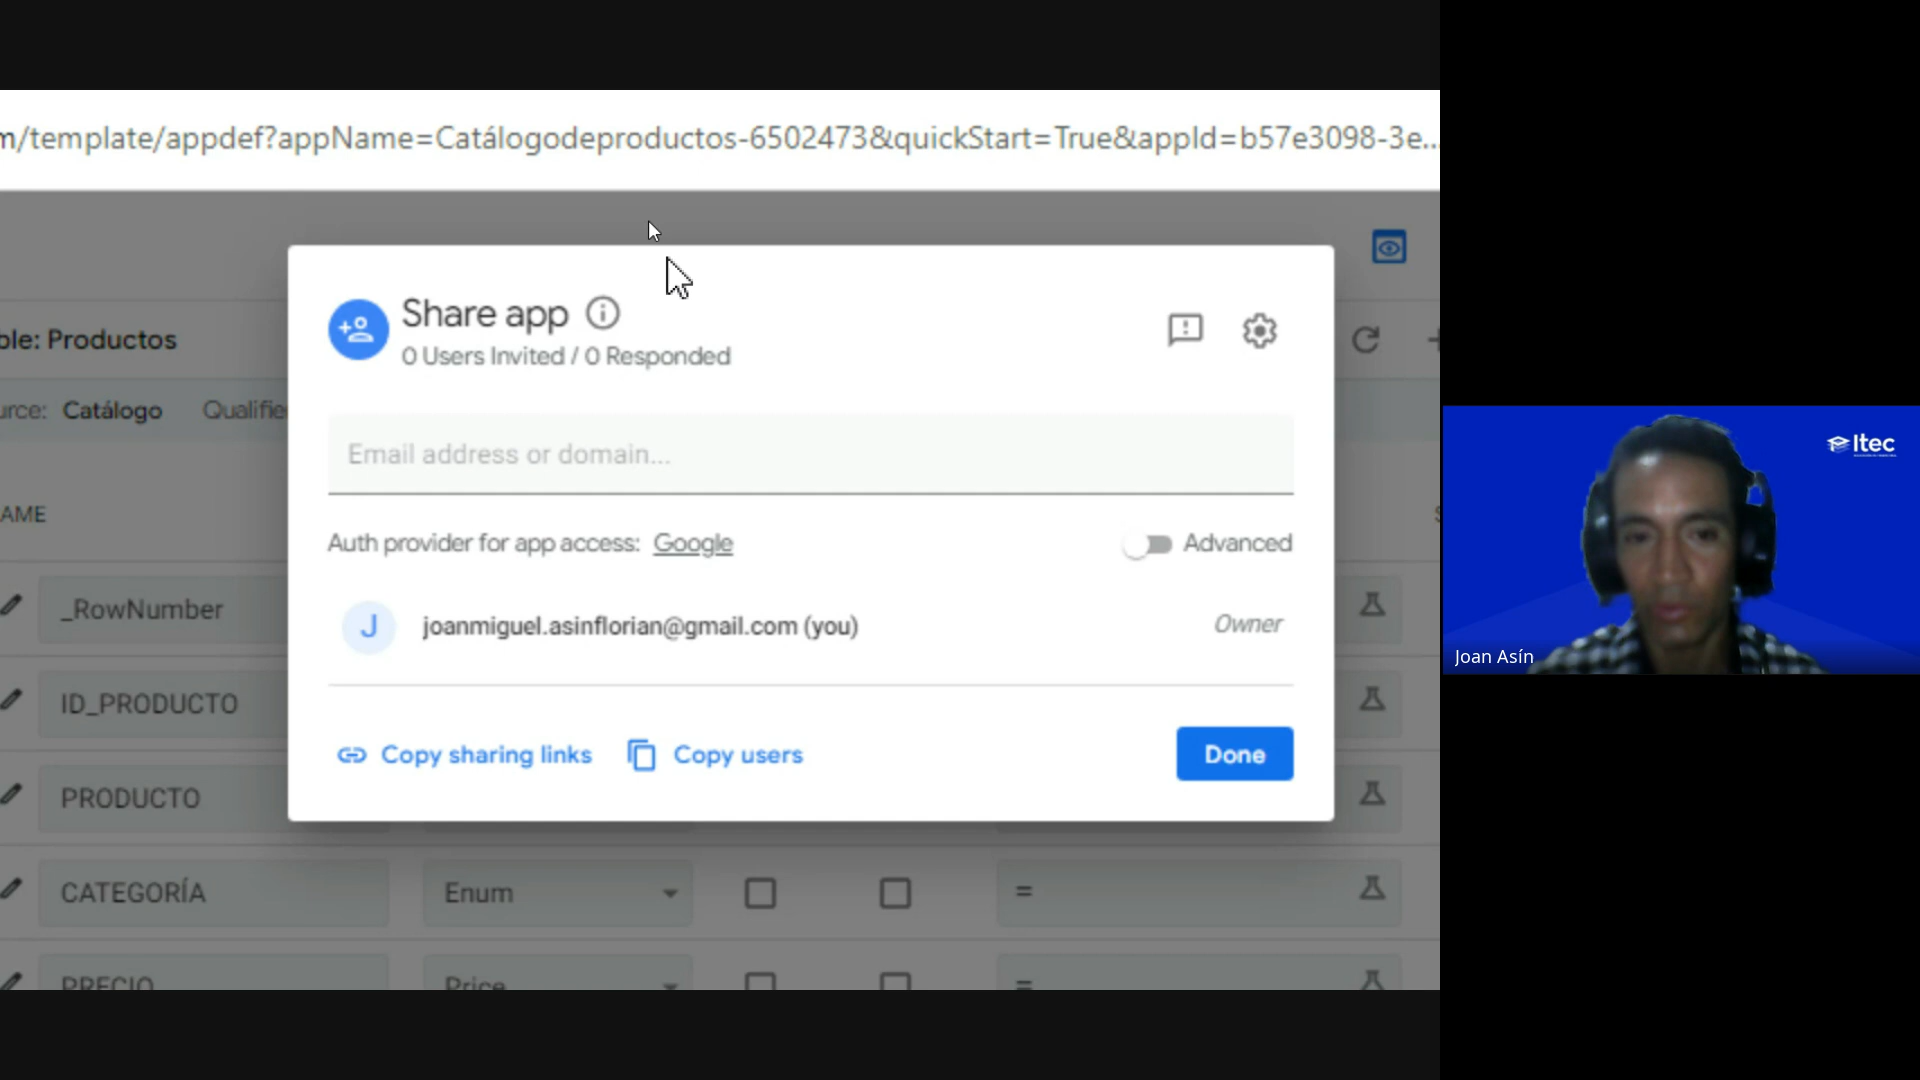 m/template/appdef?appName=Catálogodeproductos-6502473&quickStart=True&appId=b57e3098-3e...
Share app
0 Users Invited / 0 Responded
ble: Productos
urce: Catálogo Qualifie
Email address or domain...
AME
Auth provider for app access: Google
Advanced
_RowNumber
joanmiguel.asinflorian@gmail.com (you)
Owner
ID_PRODUCTO
Copy sharing links
Copy users
Done
PRODUCTO
CATEGORÍA
Enum
=
PRECIO
Price
=
Itec
Joan Asín